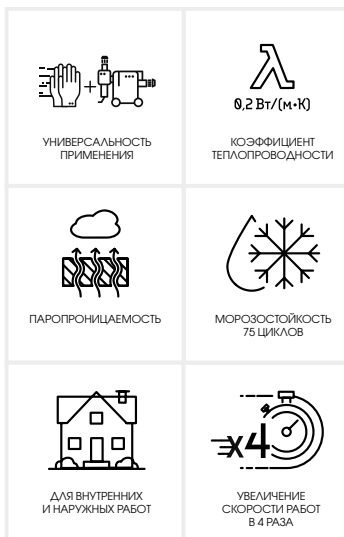 +
λ
0,2 Вт/(м•К)
УНИВЕРСАЛЬНОСТЬ
ПРИМЕНЕНИЯ
КОЭФФИЦИЕНТ
ТЕПЛОПРОВОДНОСТИ
ПАРОПРОНИЦАЕМОСТЬ
МОРОЗОСТОЙКОСТЬ
75 ЦИКЛОВ
x4
ДЛЯ ВНУТРЕННИХ
И НАРУЖНЫХ РАБОТ
УВЕЛИЧЕНИЕ
СКОРОСТИ РАБОТ
В 4 РАЗА